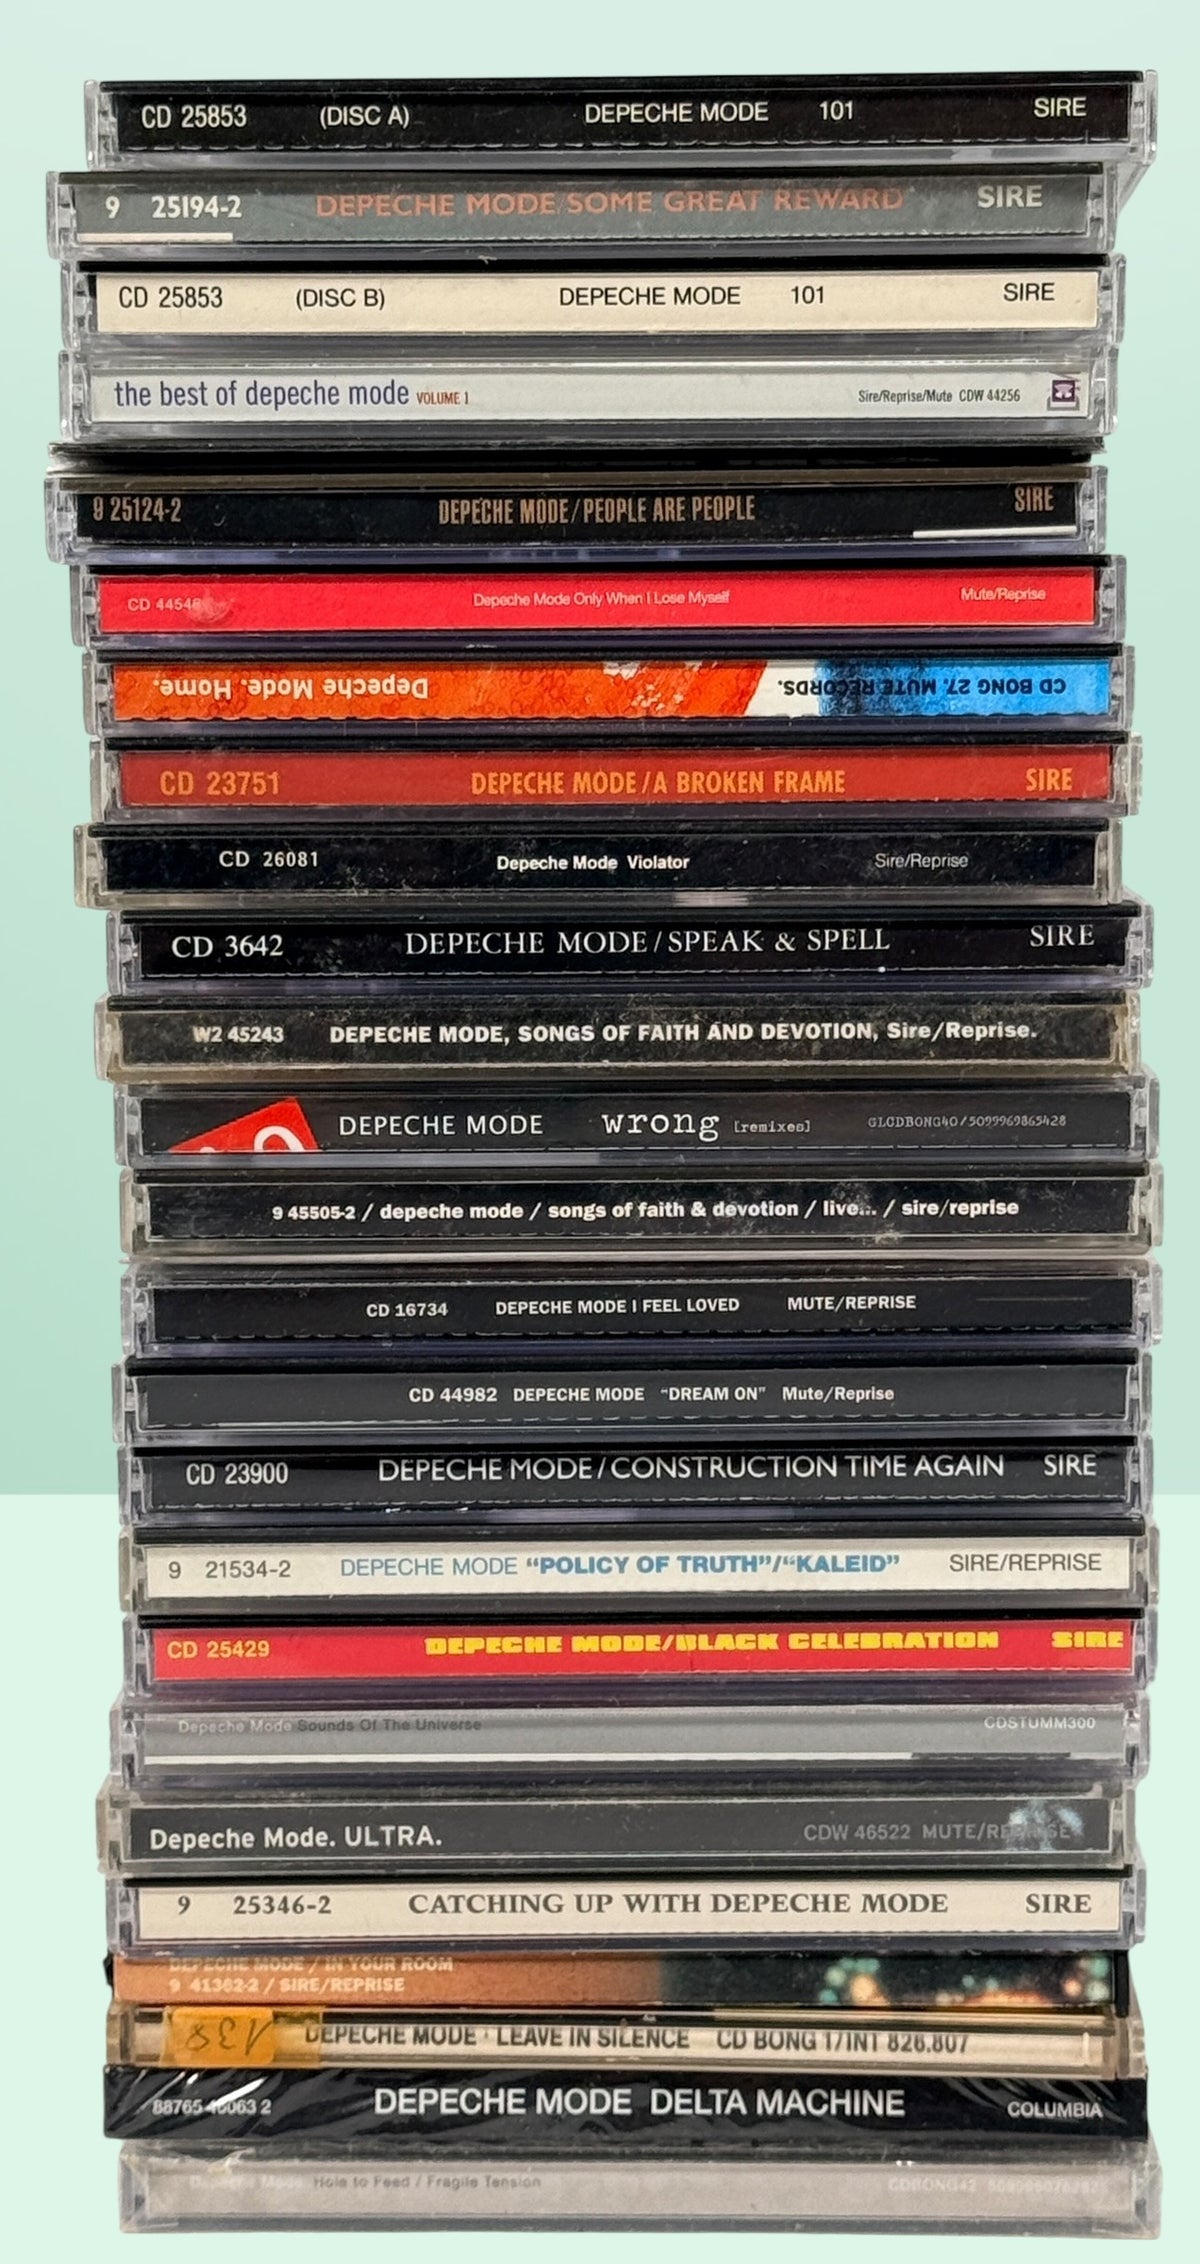 CD 25853 (DISC A) DEPECHE MODE 101 SIRE
9 25194-2 DEPECHE MODE/SOME GREAT REWARD SIRE
CD 25853 (DISC B) DEPECHE MODE 101 SIRE
the best of depeche mode VOLUME 1 Sire/Reprise/Mute CDW 44256
9 25124-2 DEPECHE MODE/PEOPLE ARE PEOPLE SIRE
CD 44546 Depeche Mode Only When I Lose Myself Mute/Reprise
Depeche Mode. Home. CD BONG 27. MUTE RECORDS.
CD 23751 DEPECHE MODE/A BROKEN FRAME SIRE
CD 26081 Depeche Mode Violator Sire/Reprise
CD 3642 DEPECHE MODE/SPEAK & SPELL SIRE
W2 45243 DEPECHE MODE, SONGS OF FAITH AND DEVOTION, Sire/Reprise.
DEPECHE MODE wrong [remixes] GLCDBONG40/5099969865428
9 45505-2 / depeche mode / songs of faith & devotion / live... / sire/reprise
CD 16734 DEPECHE MODE I FEEL LOVED MUTE/REPRISE
CD 44982 DEPECHE MODE "DREAM ON" Mute/Reprise
CD 23900 DEPECHE MODE/CONSTRUCTION TIME AGAIN SIRE
9 21534-2 DEPECHE MODE "POLICY OF TRUTH"/"KALEID" SIRE/REPRISE
CD 25429 DEPECHE MODE/BLACK CELEBRATION SIRE
Depeche Mode Sounds Of The Universe CDSTUMM300
Depeche Mode. ULTRA. CDW 46522 MUTE/REPRISE
9 25346-2 CATCHING UP WITH DEPECHE MODE SIRE
DEPECHE MODE / IN YOUR ROOM
9 41362-2 / SIRE/REPRISE
DEPECHE MODE · LEAVE IN SILENCE CD BONG 1/INT 826.807
DEPECHE MODE DELTA MACHINE COLUMBIA
Depeche Mode Hole to Feed / Fragile Tension CDBONG42